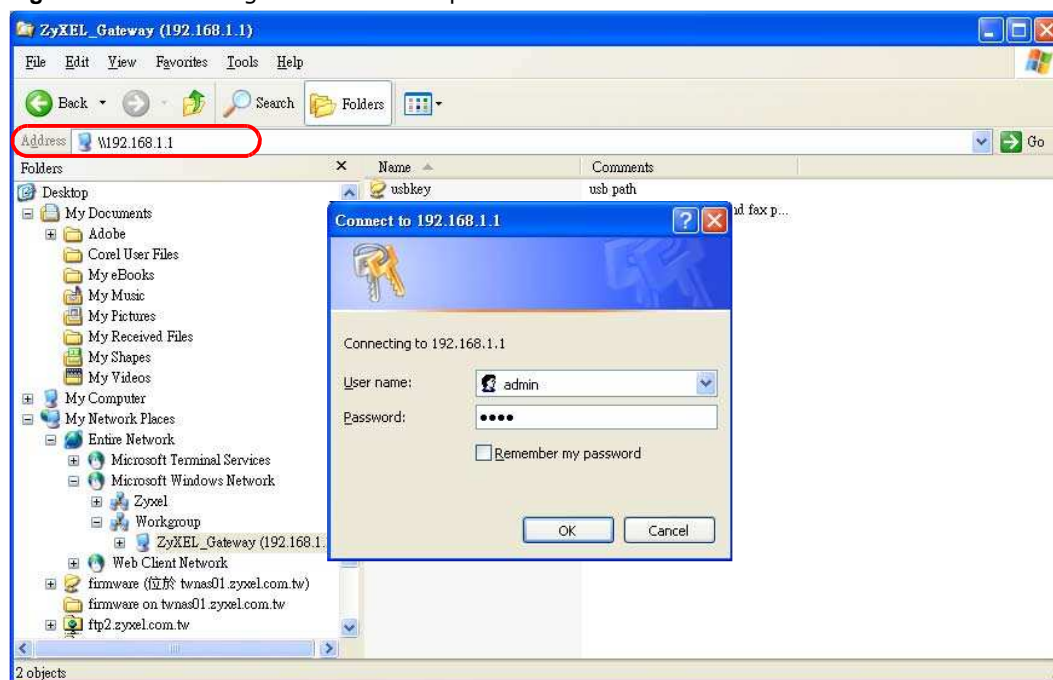 ZyXEL_Gateway (192.168.1.1)
File Edit View Favorites Tools Help
Back Search Folders
Address \\192.168.1.1 Go
Folders
Name Comments
Desktop
usbkey usb path
nd fax p...
My Documents
Adobe
Corel User Files
My eBooks
My Music
My Pictures
My Received Files
My Shapes
My Videos
My Computer
My Network Places
Entire Network
Microsoft Terminal Services
Microsoft Windows Network
Zyxel
Workgroup
ZyXEL_Gateway (192.168.1.
Web Client Network
firmware (位於 twnas01.zyxel.com.tw)
firmware on twnas01.zyxel.com.tw
ftp2.zyxel.com.tw
Connect to 192.168.1.1
Connecting to 192.168.1.1
User name: admin
Password: ••••
Remember my password
OK Cancel
2 objects